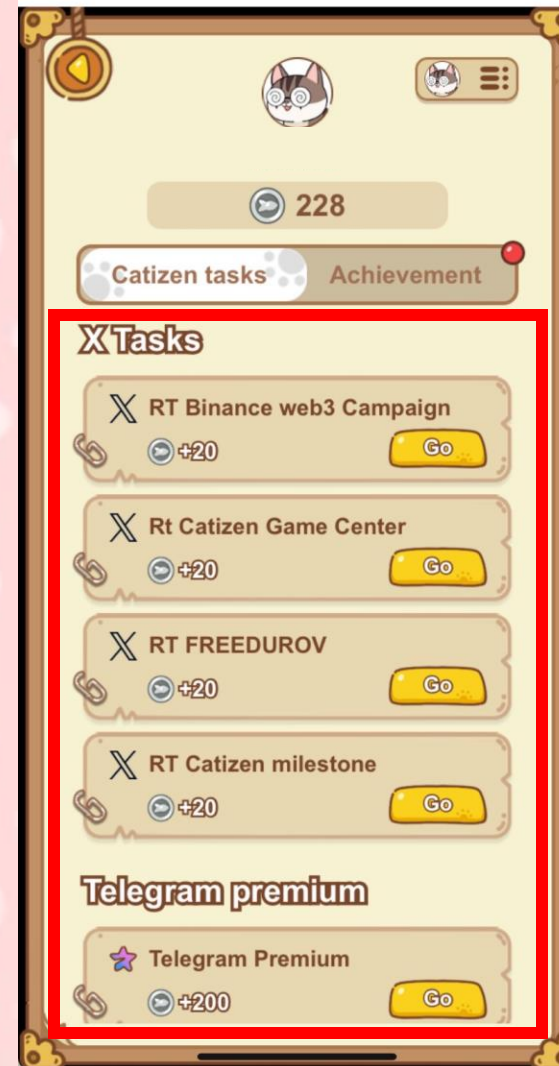 228
Catizen tasks
Achievement
X Tasks
RT Binance web3 Campaign
+20
Go
Rt Catizen Game Center
+20
Go
RT FREEDUROV
+20
Go
RT Catizen milestone
+20
Go
Telegram premium
Telegram Premium
+200
Go